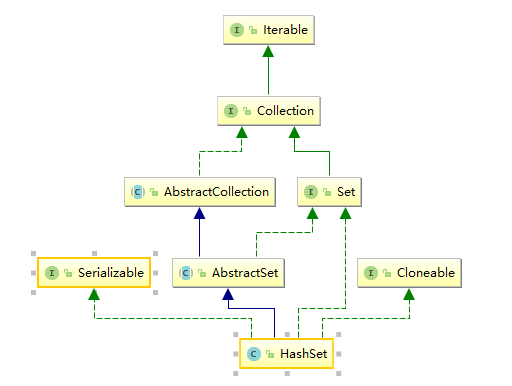 I Iterable
I Collection
C AbstractCollection
I Set
I Serializable
C AbstractSet
I Cloneable
C HashSet